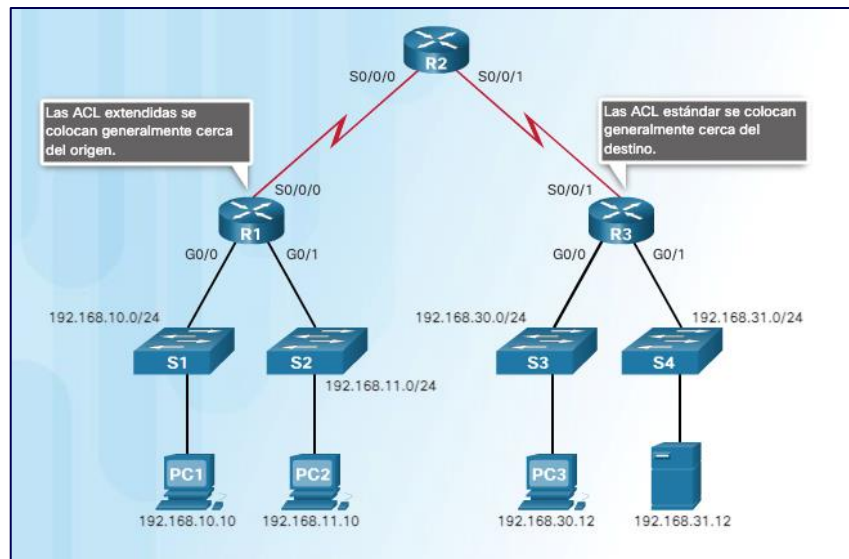 R2
S0/0/0
S0/0/1
Las ACL extendidas se
colocan generalmente cerca
del origen.
Las ACL estándar se colocan
generalmente cerca del
destino.
S0/0/0
S0/0/1
R1
R3
G0/0
G0/1
G0/0
G0/1
192.168.10.0/24
192.168.30.0/24
192.168.31.0/24
S1
S2
S3
S4
192.168.11.0/24
PC1
PC2
PC3
192.168.10.10
192.168.11.10
192.168.30.12
192.168.31.12